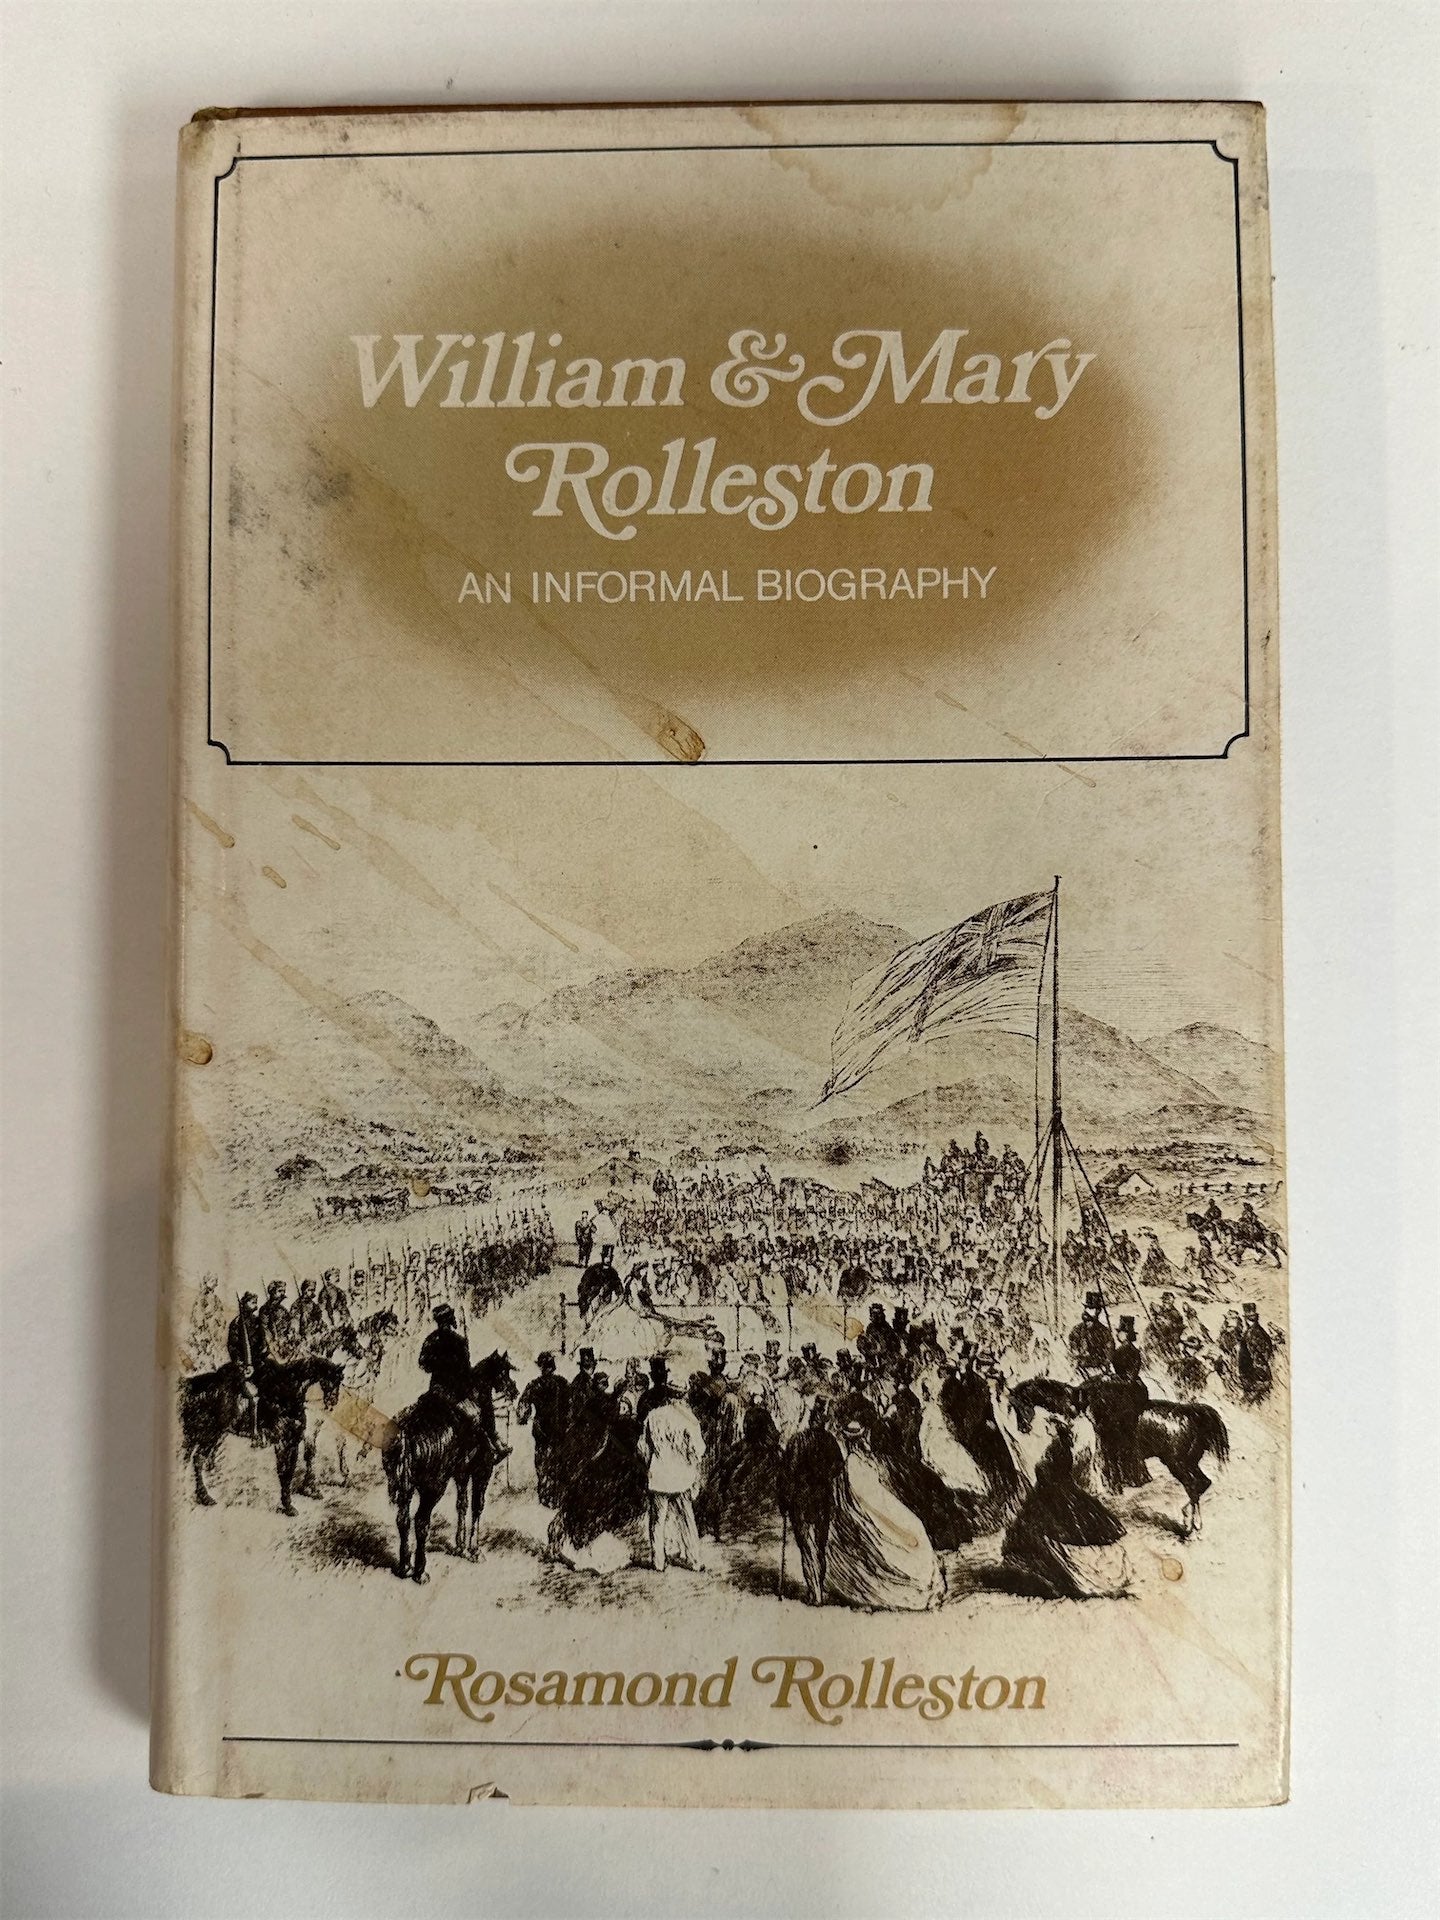 William & Mary
Rolleston
AN INFORMAL BIOGRAPHY
Rosamond Rolleston